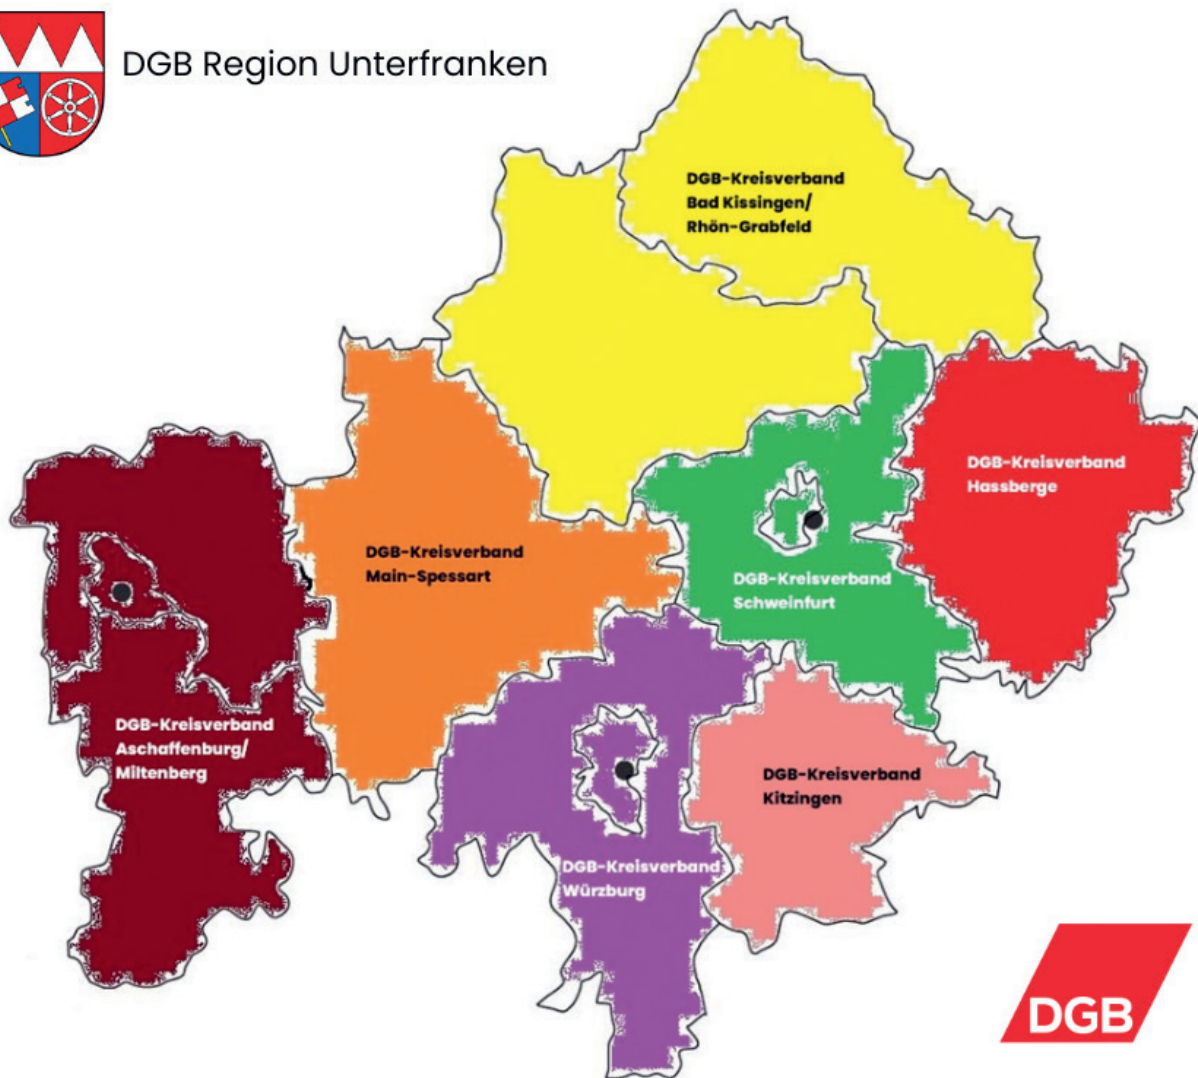 DGB Region Unterfranken
DGB-Kreisverband
Bad Kissingen/
Rhön-Grabfeld
DGB-Kreisverband
Hassberge
DGB-Kreisverband
Main-Spessart
DGB-Kreisverband
Schweinfurt
DGB-Kreisverband
Aschaffenburg/
Miltenberg
DGB-Kreisverband
Kitzingen
DGB-Kreisverband
Würzburg
DGB